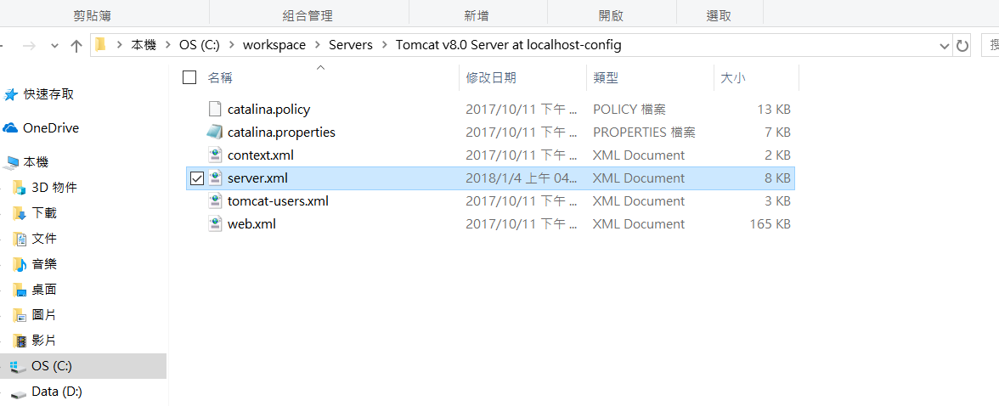 剪貼簿 組合管理 新增 開啟 選取
本機 OS (C:) workspace Servers Tomcat v8.0 Server at localhost-config
名稱 修改日期 類型 大小
快速存取
OneDrive
本機
3D 物件
下載
文件
音樂
桌面
圖片
影片
OS (C:)
Data (D:)
catalina.policy 2017/10/11 下午 ... POLICY 檔案 13 KB
catalina.properties 2017/10/11 下午 ... PROPERTIES 檔案 7 KB
context.xml 2017/10/11 下午 ... XML Document 2 KB
server.xml 2018/1/4 上午 04... XML Document 8 KB
tomcat-users.xml 2017/10/11 下午 ... XML Document 3 KB
web.xml 2017/10/11 下午 ... XML Document 165 KB